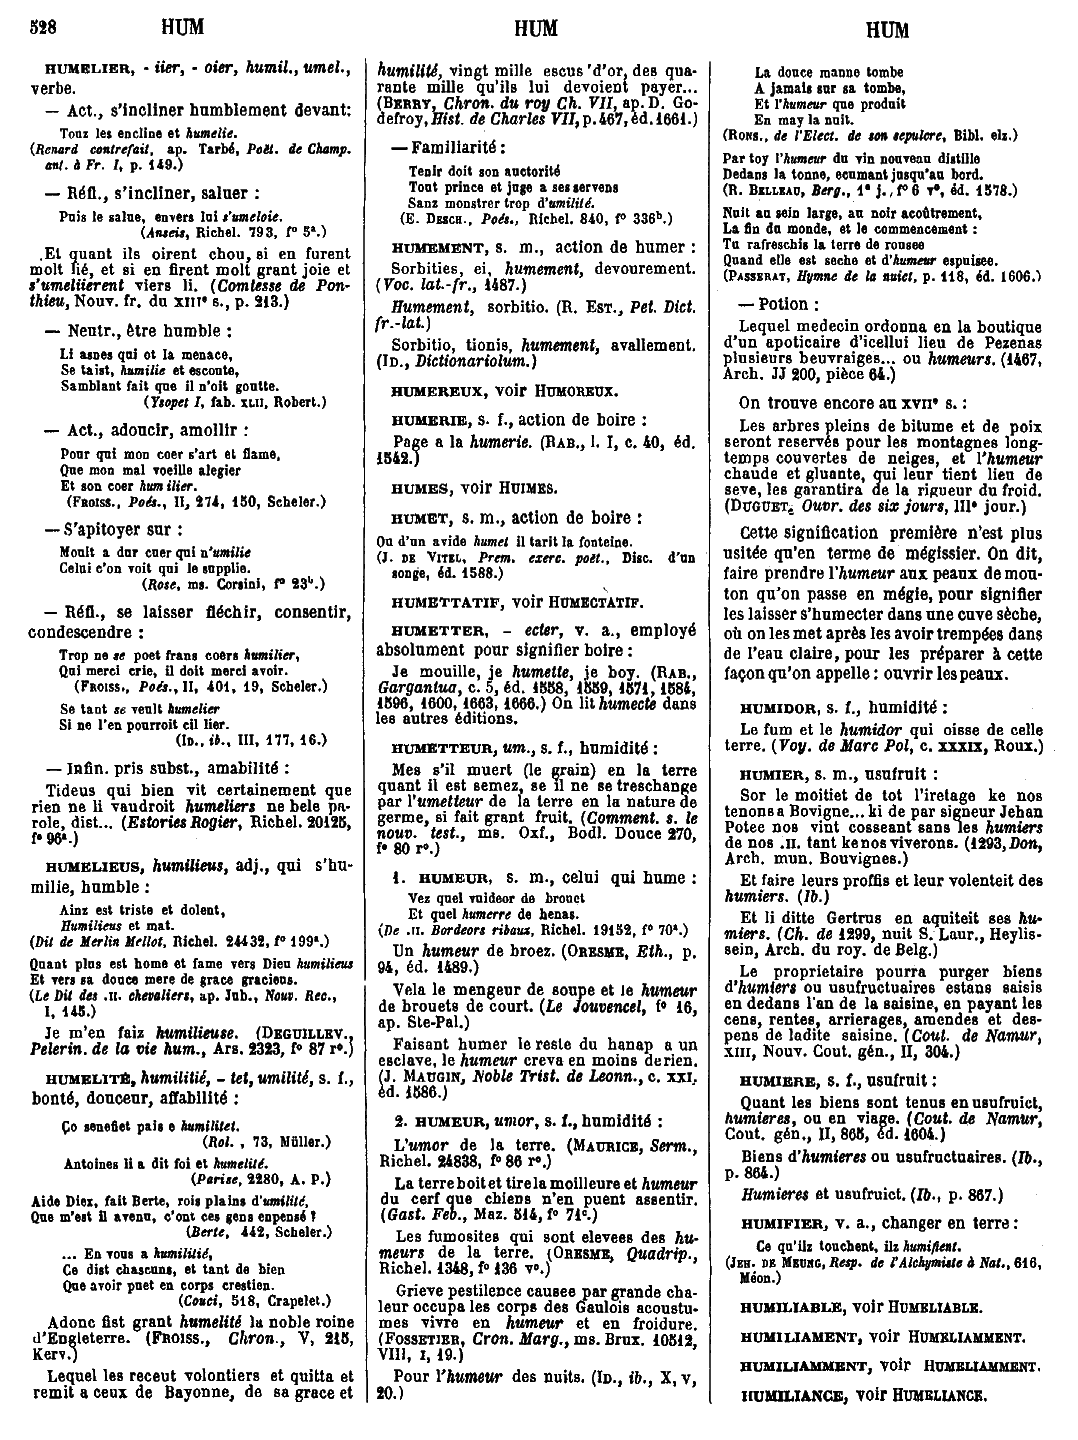 528 HUM HUM HUM
HUMELIER, - iier, - oier, humil., umel.,
verbe.
— Act., s'incliner humblement devant:
Touz les encline et humelie.
(Renard contrefait, ap. Tarbé, Poët. de Champ.
ant. à Fr. I, p. 149.)
— Réfl., s'incliner, saluer :
Puis le salue, envers lui s'umeloie.
(Anseis, Richel. 793, f° 5ª.)
Et quant ils oirent chou, si en furent
molt lié, et si en firent molt grant joie et
s'umeliierent viers li. (Comtesse de Pon-
thieu, Nouv. fr. du XIIIᵉ s., p. 213.)
— Neutr., être humble :
Li asnes qui ot la menace,
Se taist, humilie et escoute,
Samblant fait que il n'oit goutte.
(Ysopet I, fab. XLII, Robert.)
— Act., adoucir, amollir :
Pour qui mon coer s'art et flame,
Que mon mal voeille alegier
Et son coer humilier.
(FROISS., Poés., II, 274, 150, Scheler.)
— S'apitoyer sur :
Moult a dur cuer qui n'umilie
Celui c'on voit qui le supplie.
(Rose, ms. Corsini, f° 23ᵇ.)
— Réfl., se laisser fléchir, consentir,
condescendre :
Trop ne se poet frans coers humilier,
Qui merci crie, il doit merci avoir.
(FROISS., Poés., II, 401, 19, Scheler.)
Se tant se veult humelier
Si ne l'en pourroit cil lier.
(ID., ib., III, 177, 16.)
— Infin. pris subst., amabilité :
Tideus qui bien vit certainement que
rien ne li vaudroit humeliers ne bele pa-
role, dist... (Estories Rogier, Richel. 20125,
f° 96ª.)
HUMELIEUS, humilieus, adj., qui s'hu-
milie, humble :
Ainz est triste et dolent,
Humilieus et mat.
(Dit de Merlin Mellot, Richel. 24432, f° 199ª.)
Quant plus est home et fame vers Dieu humilieus
Et vers sa douce mere de grace graciens.
(Le Dit des .II. chevaliers, ap. Jub., Nouv. Rec.,
I, 145.)
Je m'en faiz humilieuse. (DEGUILLEV.,
Pelerin. de la vie hum., Ars. 2323, f° 87 r°.)
HUMELITÉ, humilitié, - tet, umilité, s. f.,
bonté, douceur, affabilité :
Ço senefiet pais e humilitet.
(Rol. , 73, Müller.)
Antoines li a dit foi et humelité.
(Parise, 2280, A. P.)
Aide Diex, fait Berte, rois plains d'umilité,
Que m'est il avenu, c'ont ces gens enpensé ?
(Berte, 442, Scheler.)
... En vous a humilitié,
Ce dist chascuns, et tant de bien
Que avoir puet en corps crestien.
(Couci, 518, Crapelet.)
Adonc fist grant humelité la noble roine
d'Engleterre. (FROISS., Chron., V, 215,
Kerv.)
Lequel les receut volontiers et quitta et
remit a ceux de Bayonne, de sa grace et
humilité, vingt mille escus d'or, des qua-
rante mille qu'ils lui devoient payer...
(BERRY, Chron. du roy Ch. VII, ap. D. Go-
defroy, Hist. de Charles VII, p. 467, éd. 1661.)
— Familiarité :
Tenir doit son auctorité
Tout prince et juge a ses servens
Sanz monstrer trop d'umilité.
(E. DESCH., Poés., Richel. 840, f° 336ᵇ.)
HUMEMENT, s. m., action de humer :
Sorbities, ei, humement, devourement.
(Voc. lat.-fr., 1487.)
Humement, sorbitio. (R. EST., Pet. Dict.
fr.-lat.)
Sorbitio, tionis, humement, avallement.
(ID., Dictionariolum.)
HUMEREUX, voir HUMOREUX.
HUMERIE, s. f., action de boire :
Page a la humerie. (RAB., l. I, c. 40, éd.
1542.)
HUMES, voir HUIMES.
HUMET, s. m., action de boire :
Ou d'un avide humet il tarit la fonteine.
(J. DE VITEL, Prem. exerc. poët., Disc. d'un
songe, éd. 1588.)
HUMETTATIF, voir HUMECTATIF.
HUMETTER, - ecter, v. a., employé
absolument pour signifier boire :
Je mouille, je humette, je boy. (RAB.,
Gargantua, c. 5, éd. 1558, 1559, 1571, 1584,
1596, 1600, 1663, 1666.) On lit humecte dans
les autres éditions.
HUMETTEUR, um., s. f., humidité :
Mes s'il muert (le grain) en la terre
quant il est semez, se il ne se treschange
par l'umetteur de la terre en la nature de
germe, si fait grant fruit. (Comment. s. le
nouv. test., ms. Oxf., Bodl. Douce 270,
f° 80 r°.)
1. HUMEUR, s. m., celui qui hume :
Vez quel vuideor de brouet
Et quel humerre de henas.
(De .II. Bordeors ribauz, Richel. 19152, f° 70ª.)
Un humeur de broez. (ORESME, Eth., p.
94, éd. 1489.)
Vela le mengeur de soupe et le humeur
de brouets de court. (Le Jouvencel, f° 16,
ap. Ste-Pal.)
Faisant humer le reste du hanap a un
esclave, le humeur creva en moins de rien.
(J. MAUGIN, Noble Trist. de Leonn., c. XXI,
éd. 1586.)
2. HUMEUR, umor, s. f., humidité :
L'umor de la terre. (MAURICE, Serm.,
Richel. 24838, f° 86 r°.)
La terre boit et tire la moilleure et humeur
du cerf que chiens n'en puent assentir.
(Gast. Feb., Maz. 514, f° 71ᶜ.)
Les fumosites qui sont elevees des hu-
meurs de la terre. (ORESME, Quadrip.,
Richel. 1348, f° 136 v°.)
Grieve pestilence causee par grande cha-
leur occupa les corps des Gaulois acoustu-
mes vivre en humeur et en froidure.
(FOSSETIER, Cron. Marg., ms. Brux. 10512,
VIII, I, 19.)
Pour l'humeur des nuits. (ID., ib., X, v,
20.)
La douce manne tombe
A jamais sur sa tombe,
Et l'humeur que produit
En may la nuit.
(RONS., de l'Elect. de son sepulcre, Bibl. elz.)
Par toy l'humeur du vin nouveau distille
Dedans la tonne, ecumant jusqu'au bord.
(R. BELLEAU, Berg., 1ª j., f° 6 v°, éd. 1578.)
Nuit au sein large, au noir acoûtrement,
La fin du monde, et le commencement :
Tu rafreschis la terre de rousee
Quand elle est seche et d'humeur espuisee.
(PASSERAT, Hymne de la nuict, p. 118, éd. 1606.)
— Potion :
Lequel medecin ordonna en la boutique
d'un apoticaire d'icellui lieu de Pezenas
plusieurs beuvraiges... ou humeurs. (1467,
Arch. JJ 200, pièce 64.)
On trouve encore au XVIIᵉ s. :
Les arbres pleins de bitume et de poix
seront reservés pour les montagnes long-
temps couvertes de neiges, et l'humeur
chaude et gluante, qui leur tient lieu de
seve, les garantira de la rigueur du froid.
(DUGUET, Ouvr. des six jours, IIIᵉ jour.)
Cette signification première n'est plus
usitée qu'en terme de mégissier. On dit,
faire prendre l'humeur aux peaux de mou-
ton qu'on passe en mégie, pour signifier
les laisser s'humecter dans une cuve sèche,
où on les met après les avoir trempées dans
de l'eau claire, pour les préparer à cette
façon qu'on appelle : ouvrir les peaux.
HUMIDOR, s. f., humidité :
Le fum et le humidor qui oisse de celle
terre. (Voy. de Marc Pol, c. XXXIX, Roux.)
HUMIER, s. m., usufruit :
Sor le moitiet de tot l'iretage ke nos
tenons a Bovigne... ki de par signeur Jehan
Potee nos vint cosseant sans les humiers
de nos .II. tant ke nos viverons. (1293, Don,
Arch. mun. Bouvignes.)
Et faire leurs proffis et leur volenteit des
humiers. (Ib.)
Et li ditte Gertrus en aquiteit ses hu-
miers. (Ch. de 1299, nuit S. Laur., Heylis-
sein, Arch. du roy. de Belg.)
Le proprietaire pourra purger biens
d'humiers ou usufructuaires estans saisis
en dedans l'an de la saisine, en payant les
cens, rentes, arrierages, amendes et des-
pens de ladite saisine. (Cout. de Namur,
XIII, Nouv. Cout. gén., II, 304.)
HUMIERE, s. f., usufruit :
Quant les biens sont tenus en usufruict,
humieres, ou en viage. (Cout. de Namur,
Cout. gén., II, 865, éd. 1604.)
Biens d'humieres ou usufructuaires. (Ib.,
p. 864.)
Humieres et usufruict. (Ib., p. 867.)
HUMIFIER, v. a., changer en terre :
Ce qu'ilz touchent, ilz humifient.
(JEH. DE MEUNG, Resp. de l'Alchymiste à Nat., 616,
Méon.)
HUMILIABLE, voir HUMELIABLE.
HUMILIAMENT, voir HUMELIAMMENT.
HUMILIAMMENT, voir HUMELIAMMENT.
HUMILIANCE, voir HUMELIANCE.